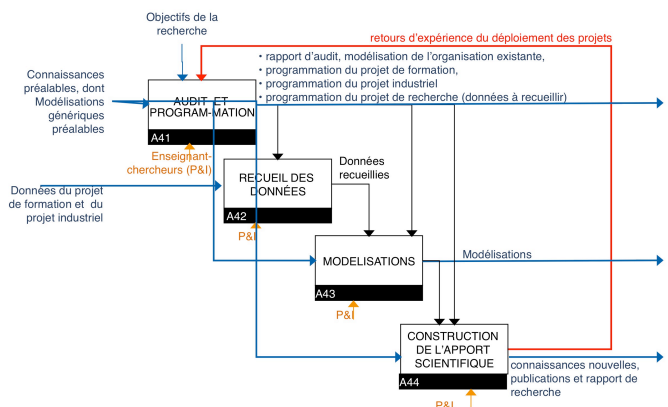 Objectifs de la
recherche
retours d'expérience du déploiement des projets
• rapport d'audit, modélisation de l'organisation existante,
• programmation du projet de formation,
• programmation du projet industriel
• programmation du projet de recherche (données à recueillir)
Connaissances
préalables, dont
Modélisations
génériques
préalables
AUDIT ET
PROGRAM-MATION
A41
Enseignant-
chercheurs (P&I)
Données
recueillies
RECUEIL DES
DONNÉES
A42
Données du projet
de formation et du
projet industriel
P&I
MODELISATIONS
A43
Modélisations
P&I
CONSTRUCTION
DE L'APPORT
SCIENTIFIQUE
A44
connaissances nouvelles,
publications et rapport de
recherche
P&I